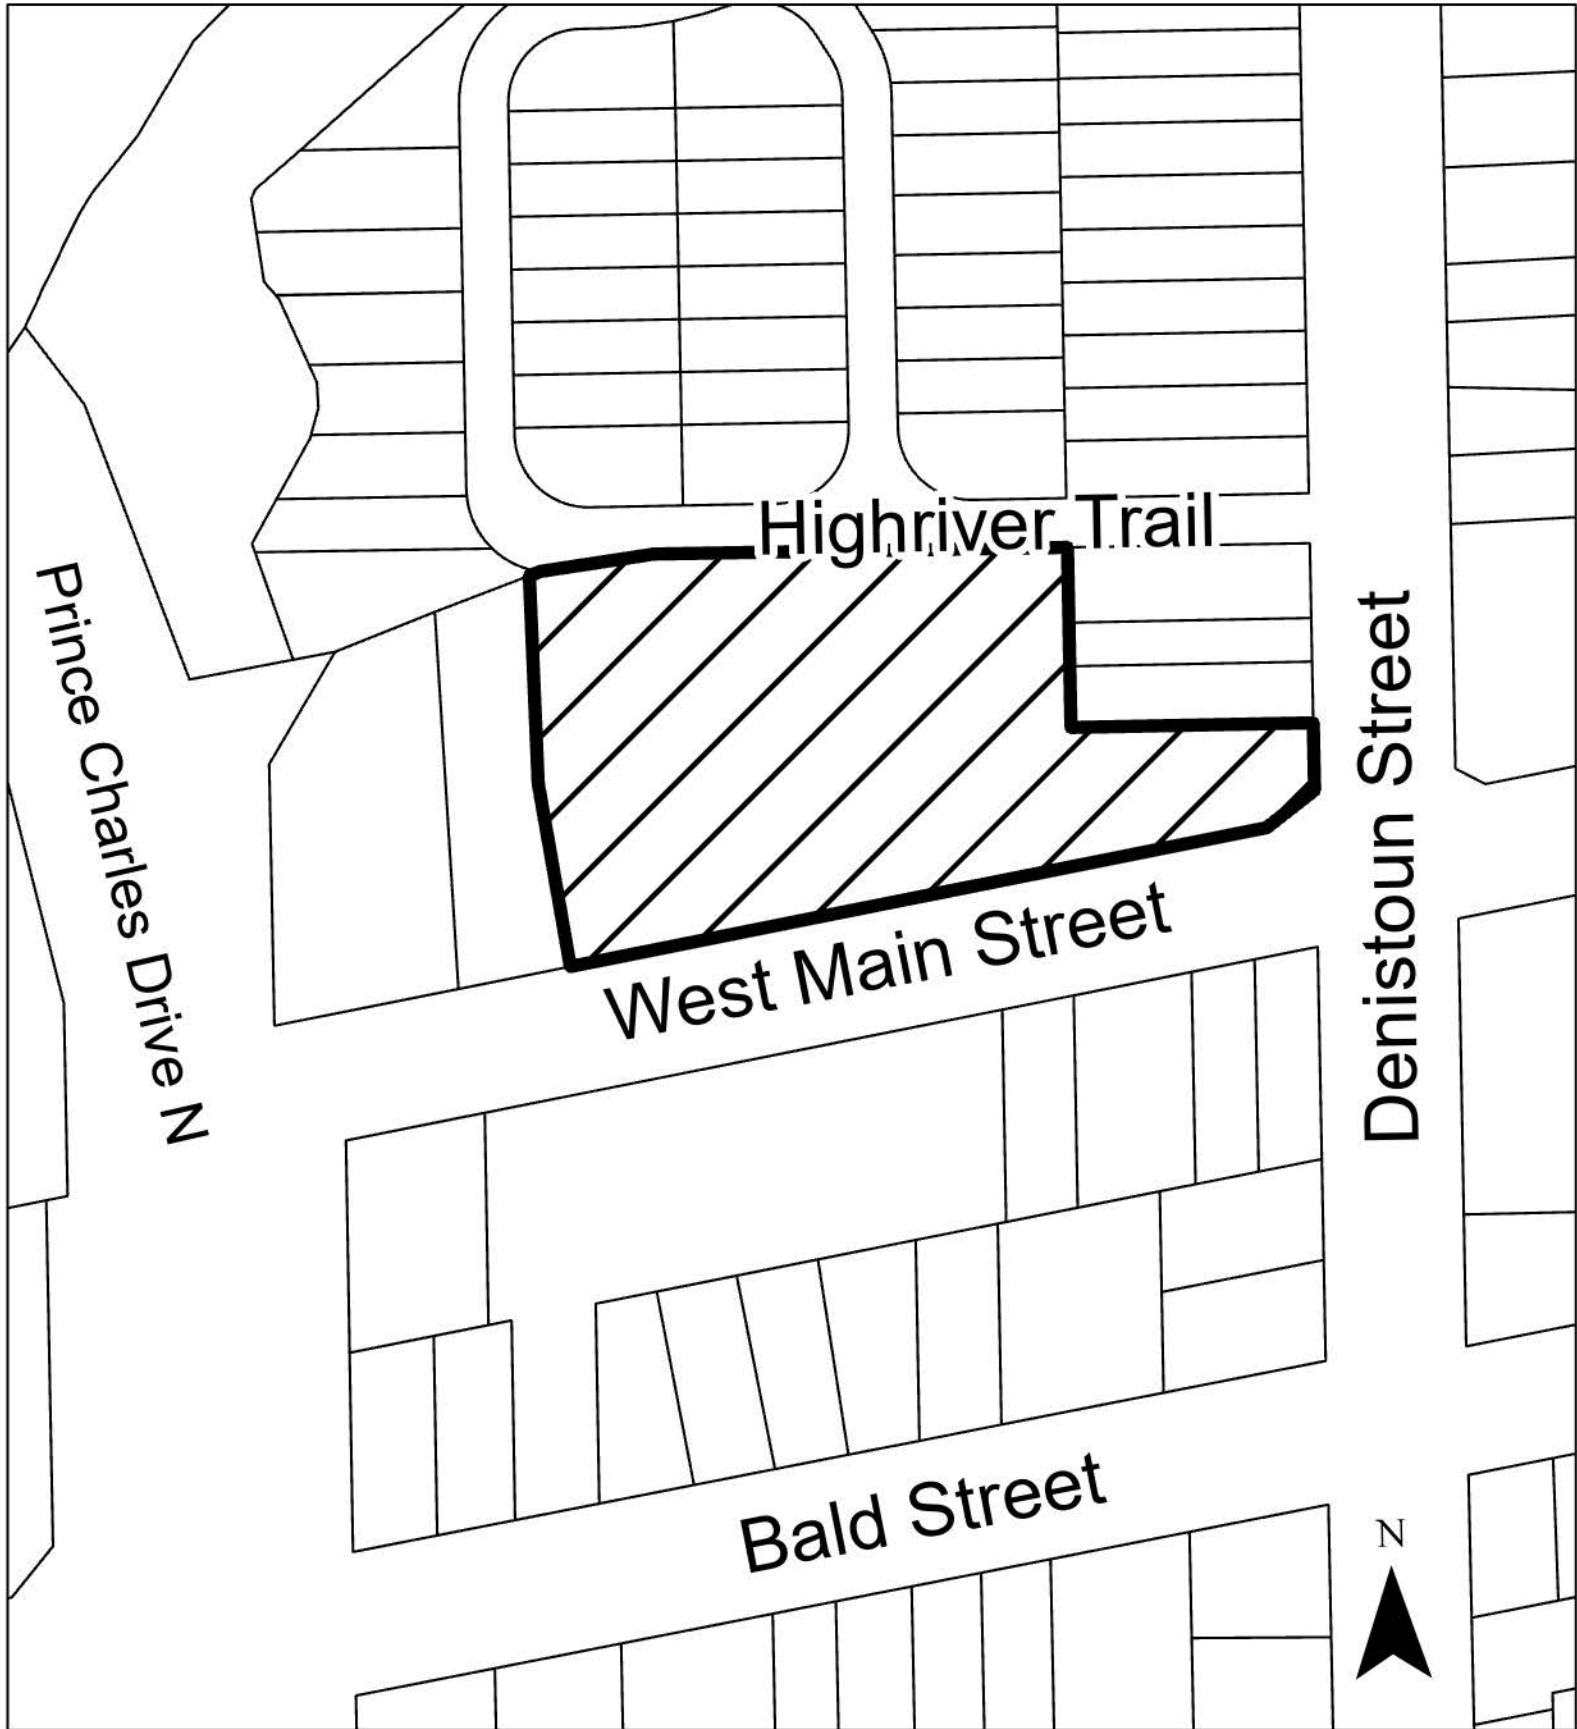 Highriver Trail
Prince Charles Drive N
Denistoun Street
West Main Street
Bald Street
N